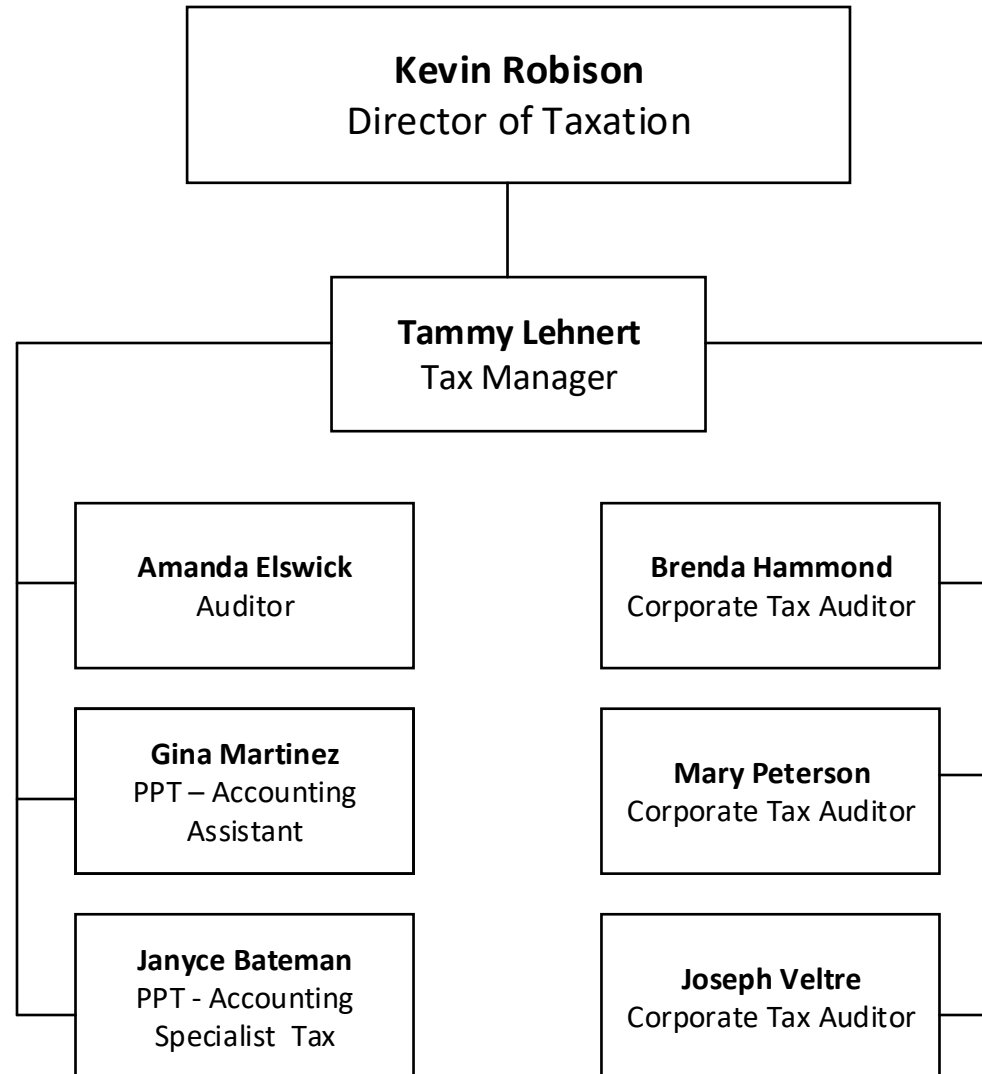 Kevin Robison
Director of Taxation
Tammy Lehnert
Tax Manager
Amanda Elswick
Auditor
Brenda Hammond
Corporate Tax Auditor
Gina Martinez
PPT – Accounting
Assistant
Mary Peterson
Corporate Tax Auditor
Janyce Bateman
PPT - Accounting
Specialist  Tax
Joseph Veltre
Corporate Tax Auditor